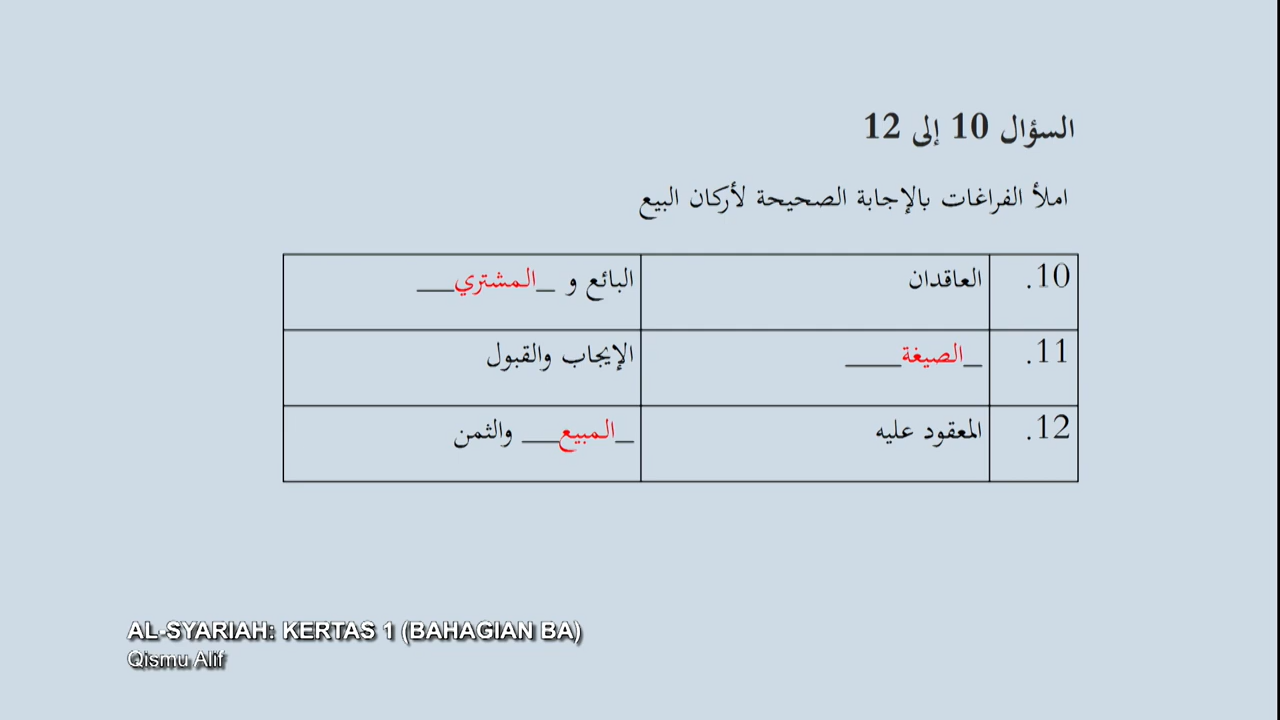 السؤال 10 إلى 12
املأ الفراغات بالإجابة الصحيحة لأركان البيع
10. العاقدان البائع و _المشتري___
11. _الصيغة____ الإيجاب والقبول
12. المعقود عليه _المبيع___ والثمن
AL-SYARIAH: KERTAS 1 (BAHAGIAN BA)
Qismu Alif